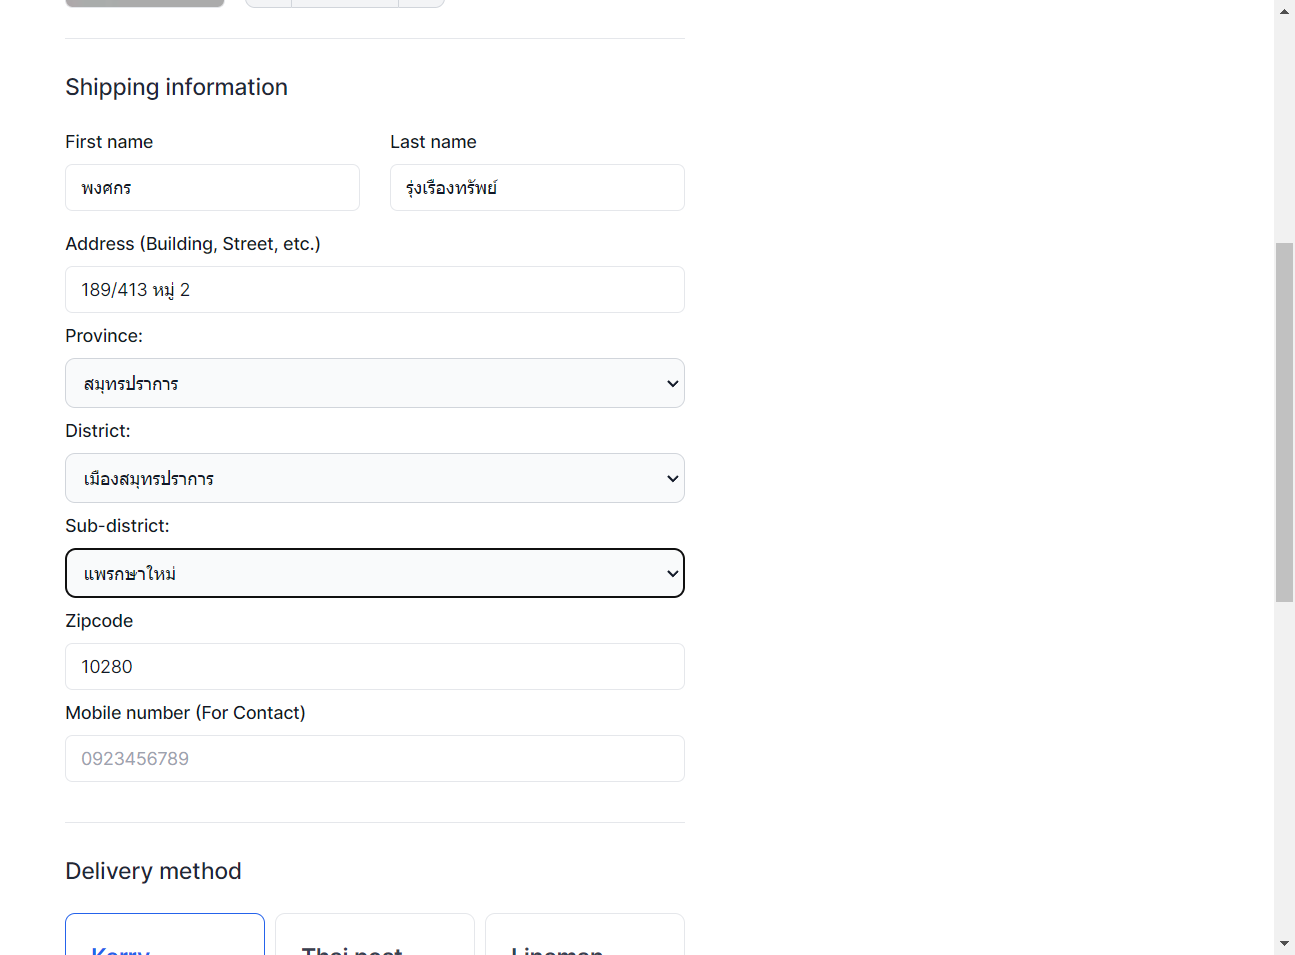 Shipping information
First name
Last name
พงศกร
รุ่งเรืองทรัพย์
Address (Building, Street, etc.)
189/413 หมู่ 2
Province:
สมุทรปราการ
District:
เมืองสมุทรปราการ
Sub-district:
แพรกษาใหม่
Zipcode
10280
Mobile number (For Contact)
0923456789
Delivery method
Kerry
Thai post
Lineman